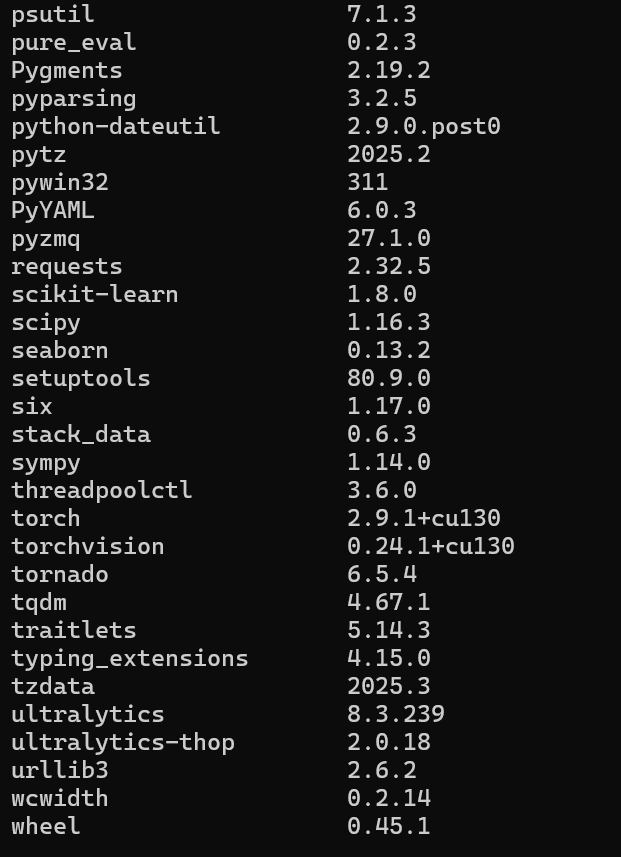 psutil 7.1.3
pure_eval 0.2.3
Pygments 2.19.2
pyparsing 3.2.5
python-dateutil 2.9.0.post0
pytz 2025.2
pywin32 311
PyYAML 6.0.3
pyzmq 27.1.0
requests 2.32.5
scikit-learn 1.8.0
scipy 1.16.3
seaborn 0.13.2
setuptools 80.9.0
six 1.17.0
stack_data 0.6.3
sympy 1.14.0
threadpoolctl 3.6.0
torch 2.9.1+cu130
torchvision 0.24.1+cu130
tornado 6.5.4
tqdm 4.67.1
traitlets 5.14.3
typing_extensions 4.15.0
tzdata 2025.3
ultralytics 8.3.239
ultralytics-thop 2.0.18
urllib3 2.6.2
wcwidth 0.2.14
wheel 0.45.1